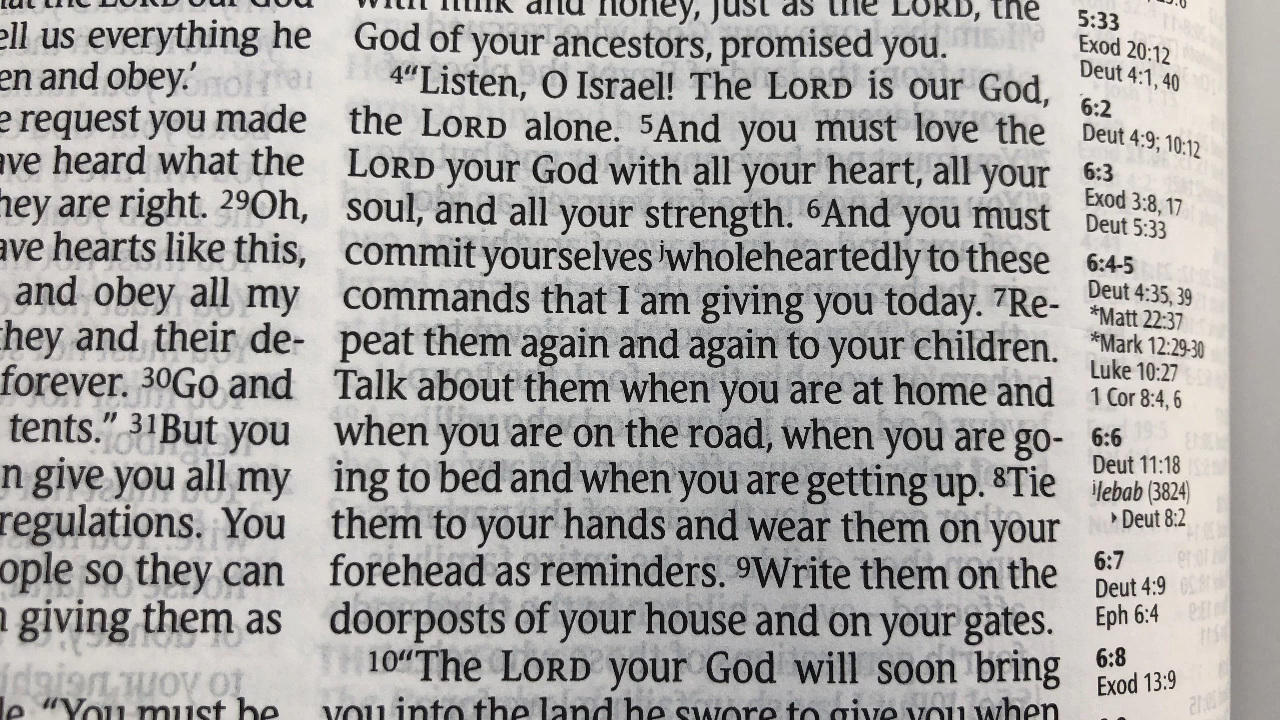 ell us everything he
en and obey.'
e request you made
ave heard what the
hey are right. 29Oh,
ave hearts like this,
and obey all my
they and their de-
forever. 30Go and
tents.” 31But you
n give you all my
regulations. You
ople so they can
n giving them as
“You must be
with milk and honey, just as the LORD, the
God of your ancestors, promised you.
4“Listen, O Israel! The LORD is our God,
the LORD alone. 5And you must love the
LORD your God with all your heart, all your
soul, and all your strength. 6And you must
commit yourselves jwholeheartedly to these
commands that I am giving you today. 7Re-
peat them again and again to your children.
Talk about them when you are at home and
when you are on the road, when you are go-
ing to bed and when you are getting up. 8Tie
them to your hands and wear them on your
forehead as reminders. 9Write them on the
doorposts of your house and on your gates.
10“The LORD your God will soon bring
you into the land he swore to give you when
5:33
Exod 20:12
Deut 4:1, 40
6:2
Deut 4:9; 10:12
6:3
Exod 3:8, 17
Deut 5:33
6:4-5
Deut 4:35, 39
*Matt 22:37
*Mark 12:29-30
Luke 10:27
1 Cor 8:4, 6
6:6
Deut 11:18
jlebab (3824)
Deut 8:2
6:7
Deut 4:9
Eph 6:4
6:8
Exod 13:9